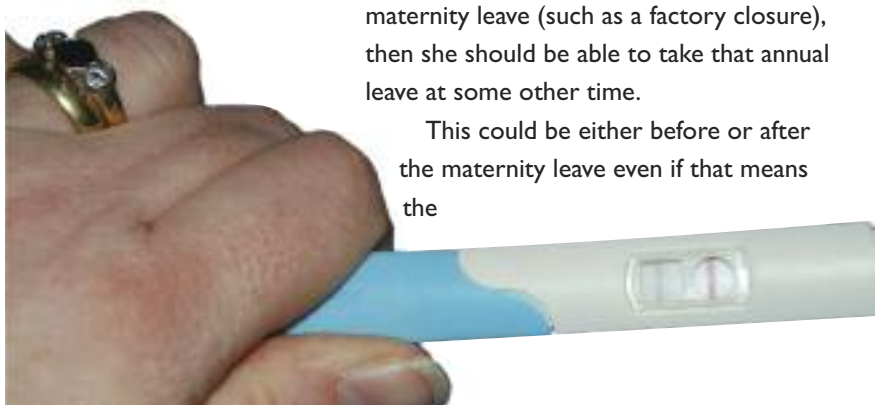 maternity leave (such as a factory closure),
then she should be able to take that annual
leave at some other time.
This could be either before or after
the maternity leave even if that means
the